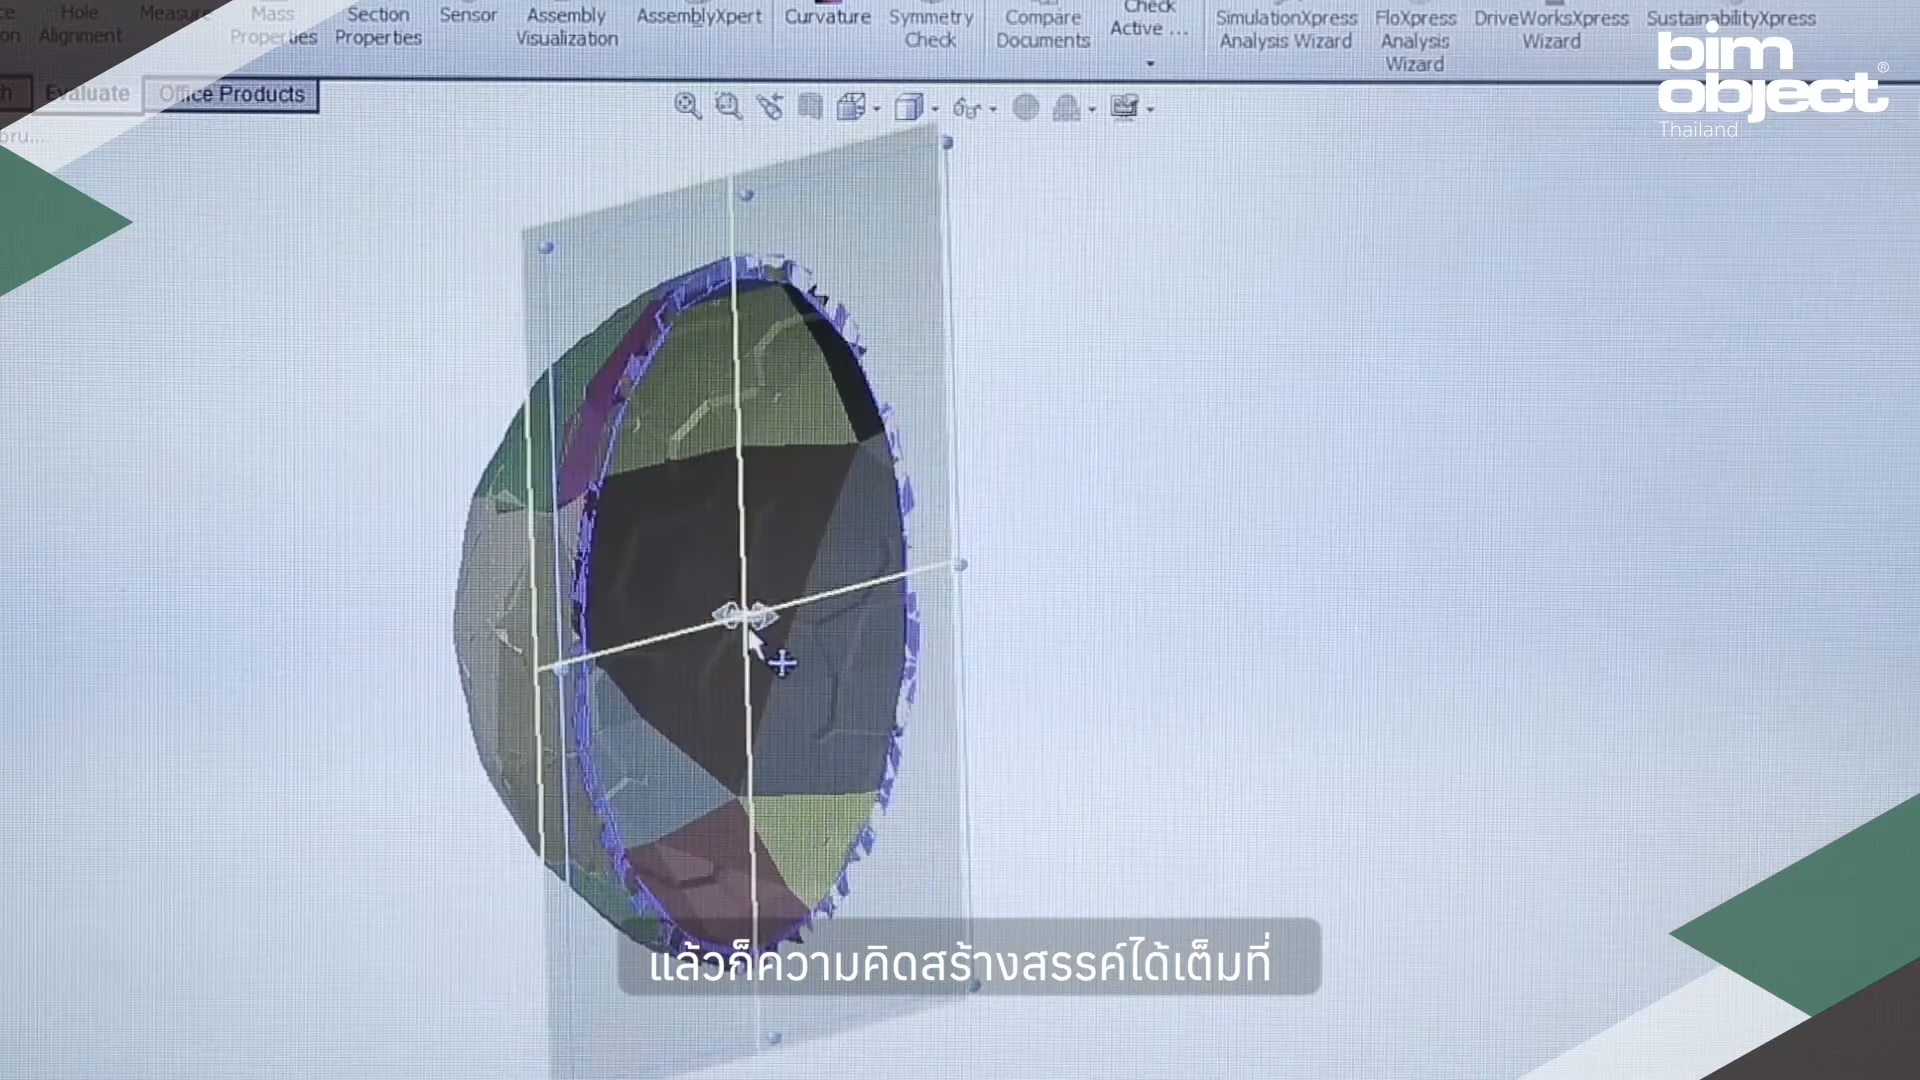 Hole
Alignment
Measure
Mass
Properties
Section
Properties
Sensor
Assembly
Visualization
AssemblyXpert
Curvature
Symmetry
Check
Compare
Documents
Check
Active ...
SimulationXpress
Analysis Wizard
FloXpress
Analysis
Wizard
DriveWorksXpress
Wizard
SustainabilityXpress
Evaluate
Office Products
bim
object®
Thailand
แล้วก็ความคิดสร้างสรรค์ได้เต็มที่